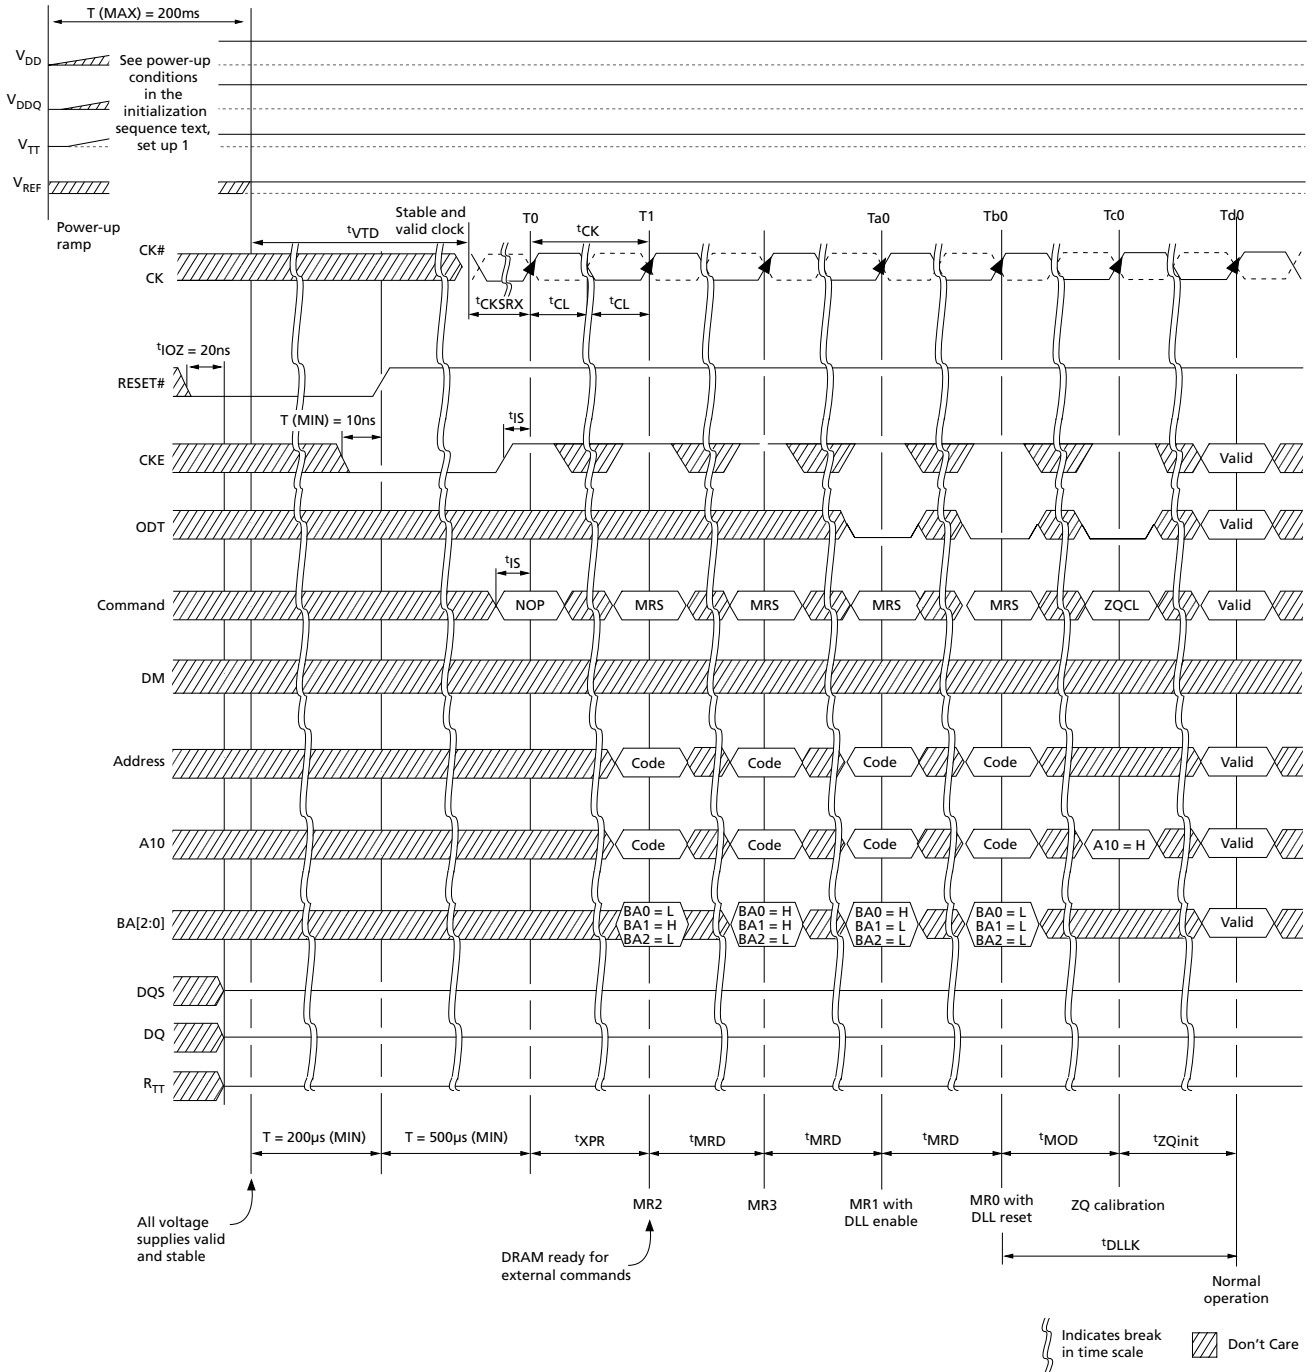 T (MAX) = 200ms
VDD
See power-up
conditions
in the
initialization
sequence text,
set up 1
VDDQ
VTT
VREF
Power-up
ramp
Stable and
valid clock
T0
T1
Ta0
Tb0
Tc0
Td0
tVTD
tCK
CK#
CK
tCKSRX
tCL
tCL
tIOZ = 20ns
RESET#
T (MIN) = 10ns
tIS
CKE
Valid
ODT
Valid
tIS
Command
NOP
MRS
MRS
MRS
MRS
ZQCL
Valid
DM
Address
Code
Code
Code
Code
Valid
A10
Code
Code
Code
Code
A10 = H
Valid
BA[2:0]
BA0 = L
BA1 = H
BA2 = L
BA0 = H
BA1 = H
BA2 = L
BA0 = H
BA1 = L
BA2 = L
BA0 = L
BA1 = L
BA2 = L
Valid
DQS
DQ
RTT
T = 200µs (MIN)
T = 500µs (MIN)
tXPR
tMRD
tMRD
tMRD
tMOD
tZQinit
MR2
MR3
MR1 with
DLL enable
MR0 with
DLL reset
ZQ calibration
All voltage
supplies valid
and stable
DRAM ready for
external commands
tDLLK
Normal
operation
Indicates break
in time scale
Don't Care